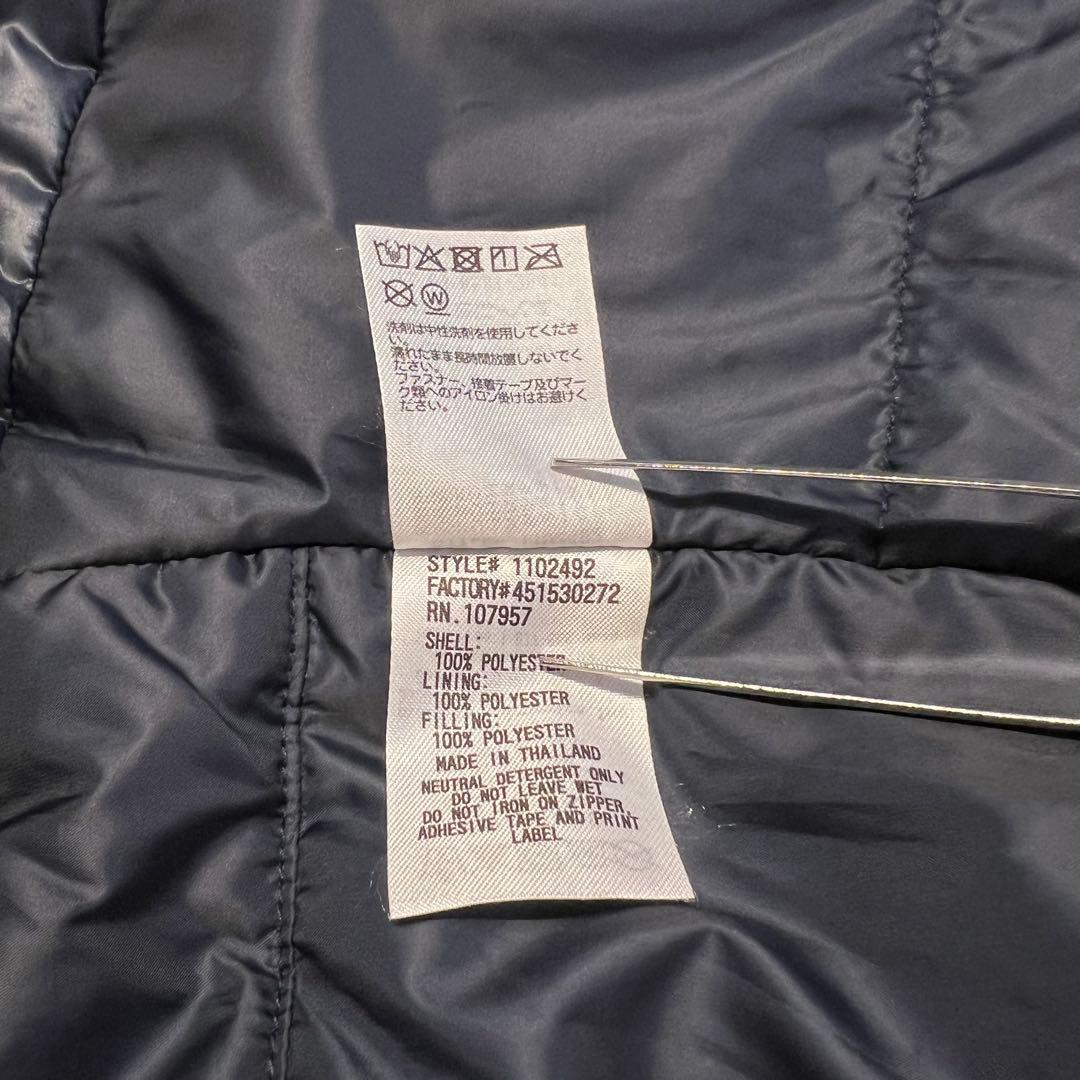 W
洗剤は中性洗剤を使用してくださ
い。
濡れたまま長時間放置しないでく
ださい。
ファスナー、接着テープ及びマー
ク類へのアイロン掛けはお避けく
ださい。
STYLE# 1102492
FACTORY#451530272
RN.107957
SHELL:
100% POLYESTER
LINING:
100% POLYESTER
FILLING:
100% POLYESTER
MADE IN THAILAND
NEUTRAL DETERGENT ONLY
DO NOT LEAVE WET
DO NOT IRON ON ZIPPER,
ADHESIVE TAPE AND PRINT
LABEL